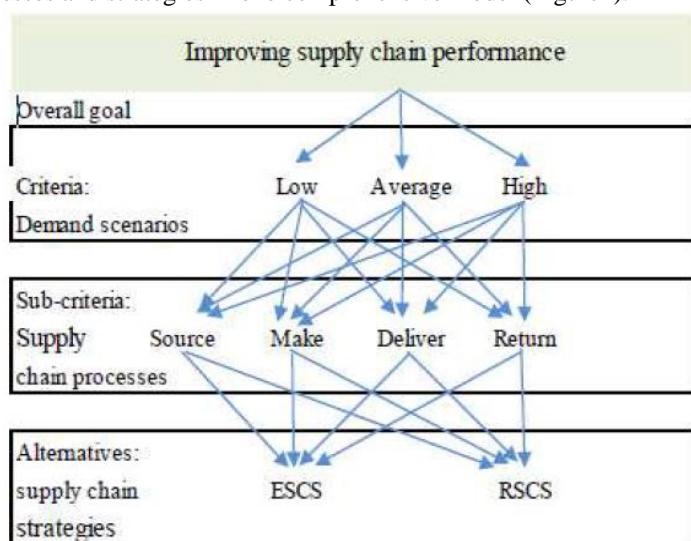 Improving supply chain performance
Overall goal
Criteria: Low Average High
Demand scenarios
Sub-criteria:
Supply Source Make Deliver Return
chain processes
Alternatives:
supply chain ESCS RSCS
strategies